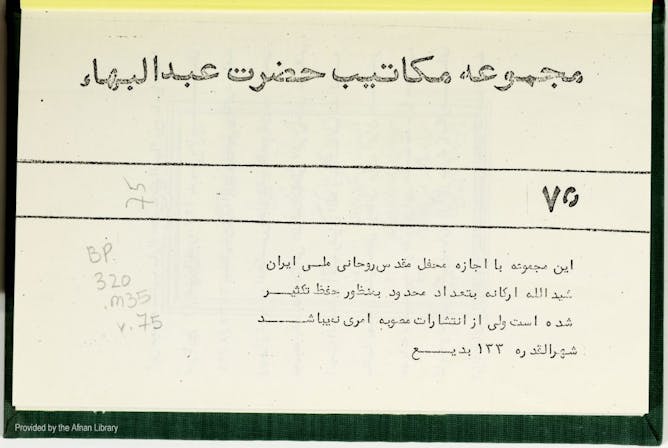 مجموعه مکاتیب حضرت عبدالبهاء
۷۵
75
این مجموعه با اجازه محفل مقدس روحانی ملی ایران
شیدالله ارکانه بتعداد محدود بمنظور حفظ تکثیر
شده است ولی از انتشارات مصوبه امری نمیباشد
شهرالقدره ۱۳۳ بدیع
BP.
320
.m35
v.75
Provided by the Afnan Library